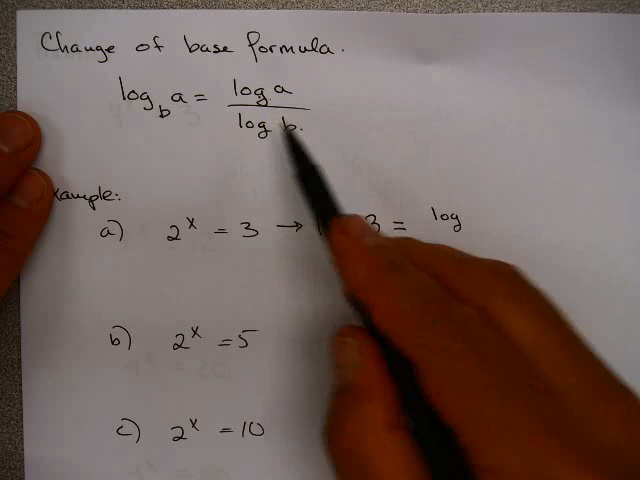 Change of base formula.
log_b a = log a / log b.
xample:
a) 2^x = 3 → 3 = log
b) 2^x = 5
c) 2^x = 10